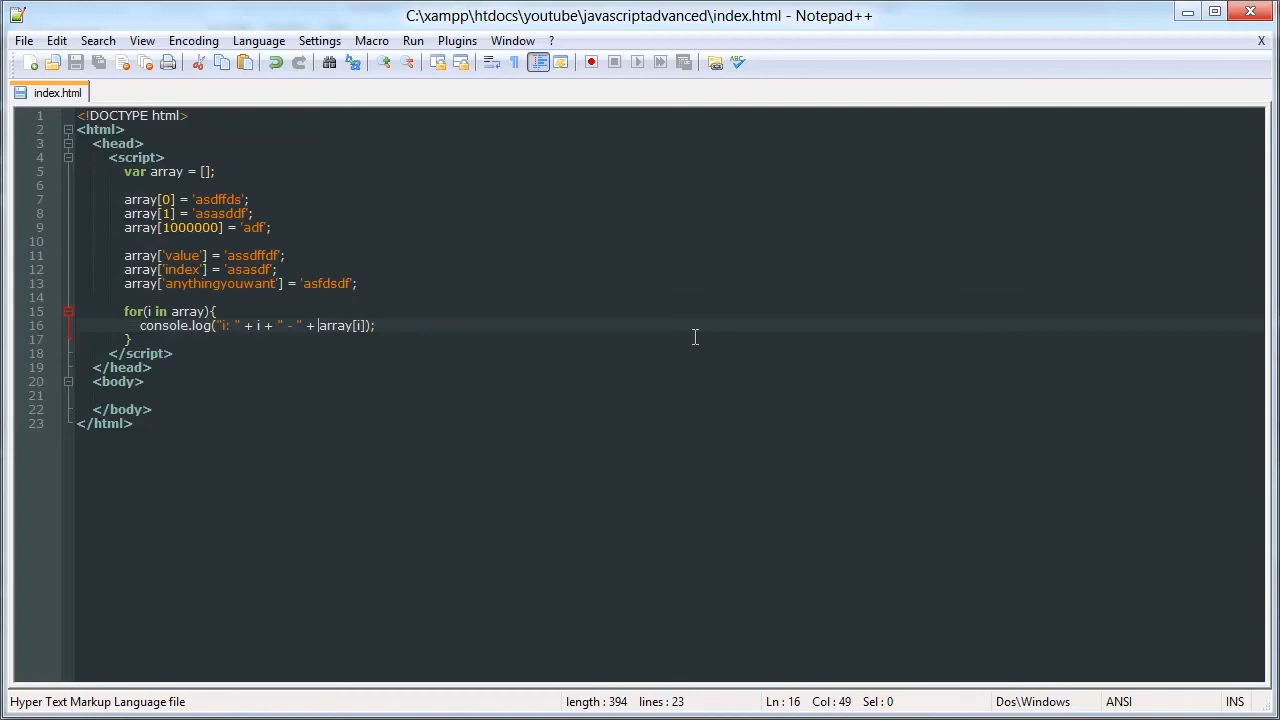 C:\xampp\htdocs\youtube\javascriptadvanced\index.html - Notepad++
File Edit Search View Encoding Language Settings Macro Run Plugins Window ? X
index.html
1 <!DOCTYPE html>
2 <html>
3 <head>
4 <script>
5 var array = [];
6
7 array[0] = 'asdffds';
8 array[1] = 'asasddf';
9 array[1000000] = 'adf';
10
11 array['value'] = 'assdffdf';
12 array['index'] = 'asasdf';
13 array['anythingyouwant'] = 'asfdsdf';
14
15 for(i in array){
16 console.log("i: " + i + " - " + array[i]);
17 }
18 </script>
19 </head>
20 <body>
21
22 </body>
23 </html>
Hyper Text Markup Language file length : 394 lines : 23 Ln : 16 Col : 49 Sel : 0 Dos\Windows ANSI INS